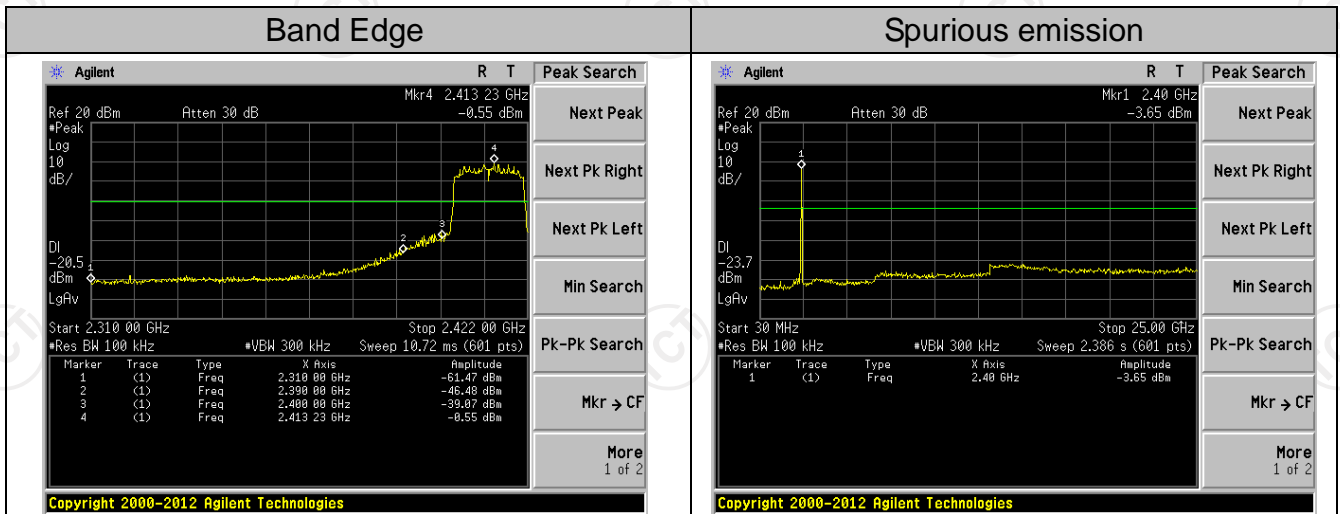 Band Edge
Agilent R T
Mkr4 2.413 23 GHz
Ref 20 dBm Atten 30 dB -0.55 dBm
#Peak
Log
10
dB/
4
3
2
1
DI
-20.5
dBm
LgAv
Start 2.310 00 GHz Stop 2.422 00 GHz
#Res BW 100 kHz #VBW 300 kHz Sweep 10.72 ms (601 pts)
Marker Trace Type X Axis Amplitude
1 (1) Freq 2.310 00 GHz -61.47 dBm
2 (1) Freq 2.390 00 GHz -46.48 dBm
3 (1) Freq 2.400 00 GHz -39.07 dBm
4 (1) Freq 2.413 23 GHz -0.55 dBm
Copyright 2000-2012 Agilent Technologies
Peak Search
Next Peak
Next Pk Right
Next Pk Left
Min Search
Pk-Pk Search
Mkr → CF
More
1 of 2
Spurious emission
Agilent R T
Mkr1 2.40 GHz
Ref 20 dBm Atten 30 dB -3.65 dBm
#Peak
Log
10
dB/
1
DI
-23.7
dBm
LgAv
Start 30 MHz Stop 25.00 GHz
#Res BW 100 kHz #VBW 300 kHz Sweep 2.386 s (601 pts)
Marker Trace Type X Axis Amplitude
1 (1) Freq 2.40 GHz -3.65 dBm
Copyright 2000-2012 Agilent Technologies
Peak Search
Next Peak
Next Pk Right
Next Pk Left
Min Search
Pk-Pk Search
Mkr → CF
More
1 of 2